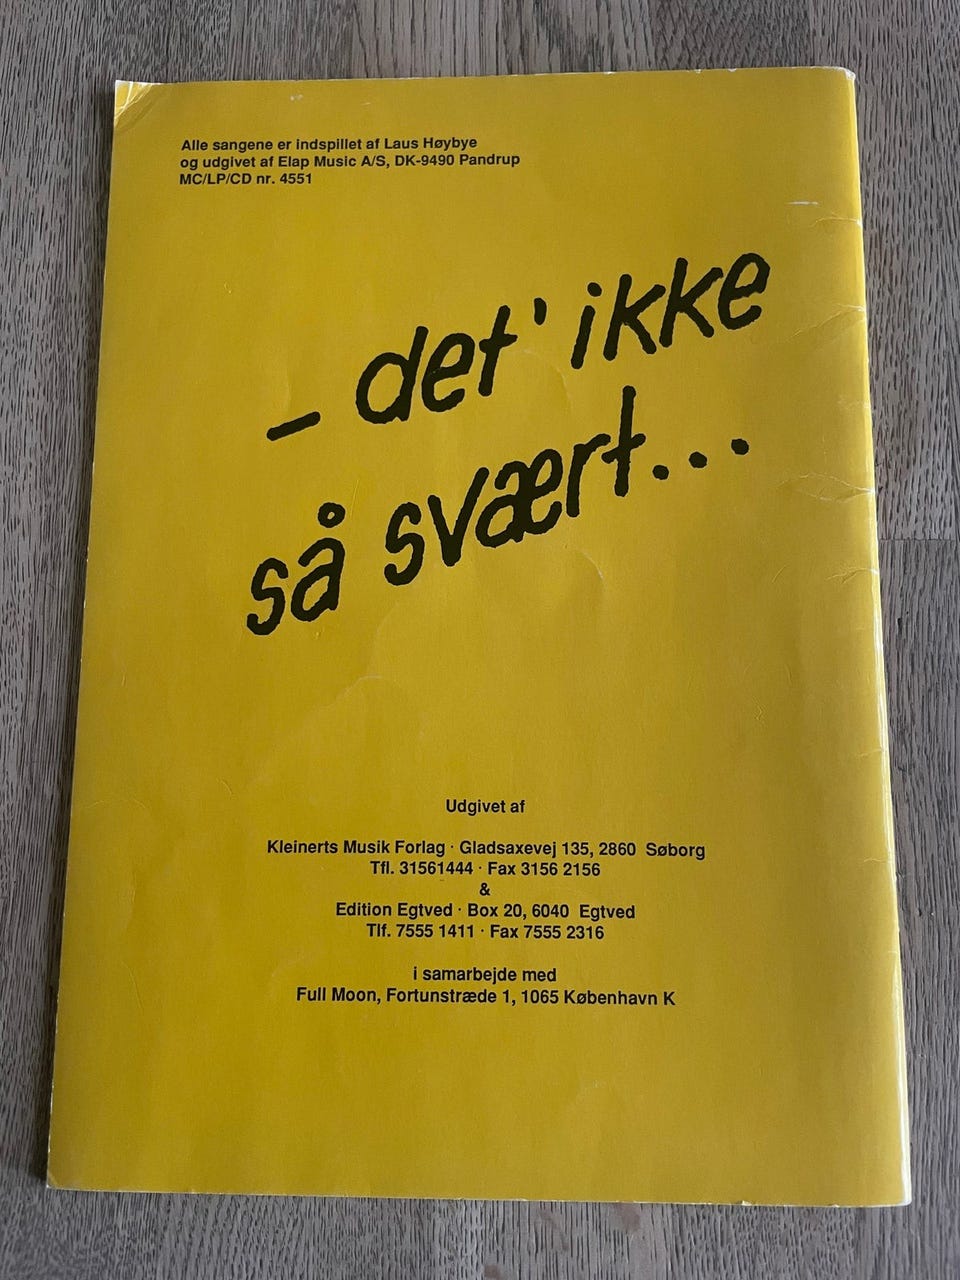 Alle sangene er indspillet af Laus Høybye
og udgivet af Elap Music A/S, DK-9490 Pandrup
MC/LP/CD nr. 4551
– det' ikke
så svært...
Udgivet af
Kleinerts Musik Forlag · Gladsaxevej 135, 2860 Søborg
Tfl. 31561444 · Fax 3156 2156
&
Edition Egtved · Box 20, 6040 Egtved
Tlf. 7555 1411 · Fax 7555 2316
i samarbejde med
Full Moon, Fortunstræde 1, 1065 København K